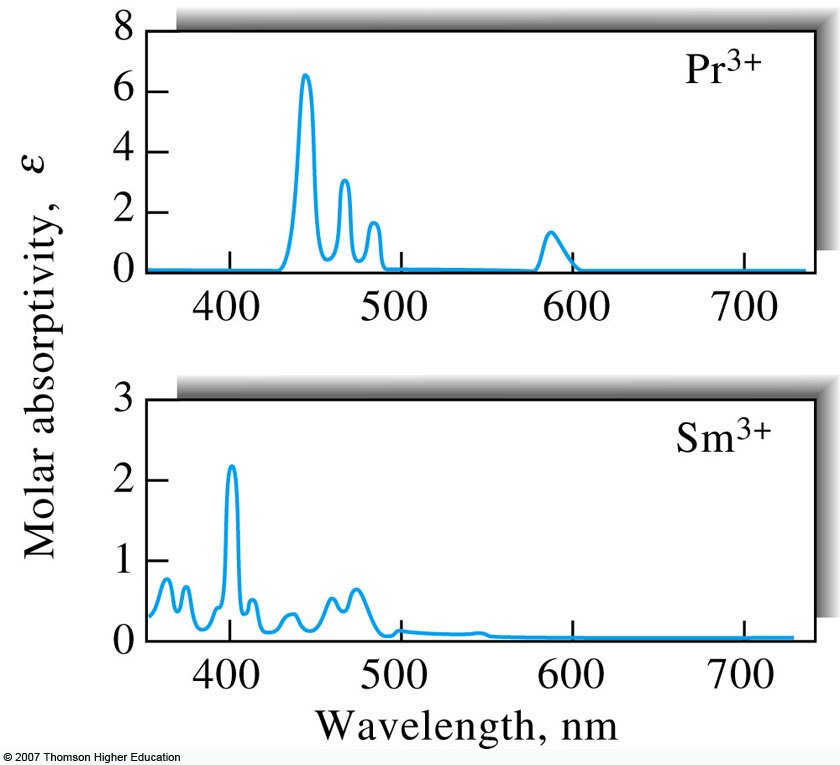 Molar absorptivity, ε
8
6
4
2
0
Pr3+
400 500 600 700
3
2
1
0
Sm3+
400 500 600 700
Wavelength, nm
© 2007 Thomson Higher Education